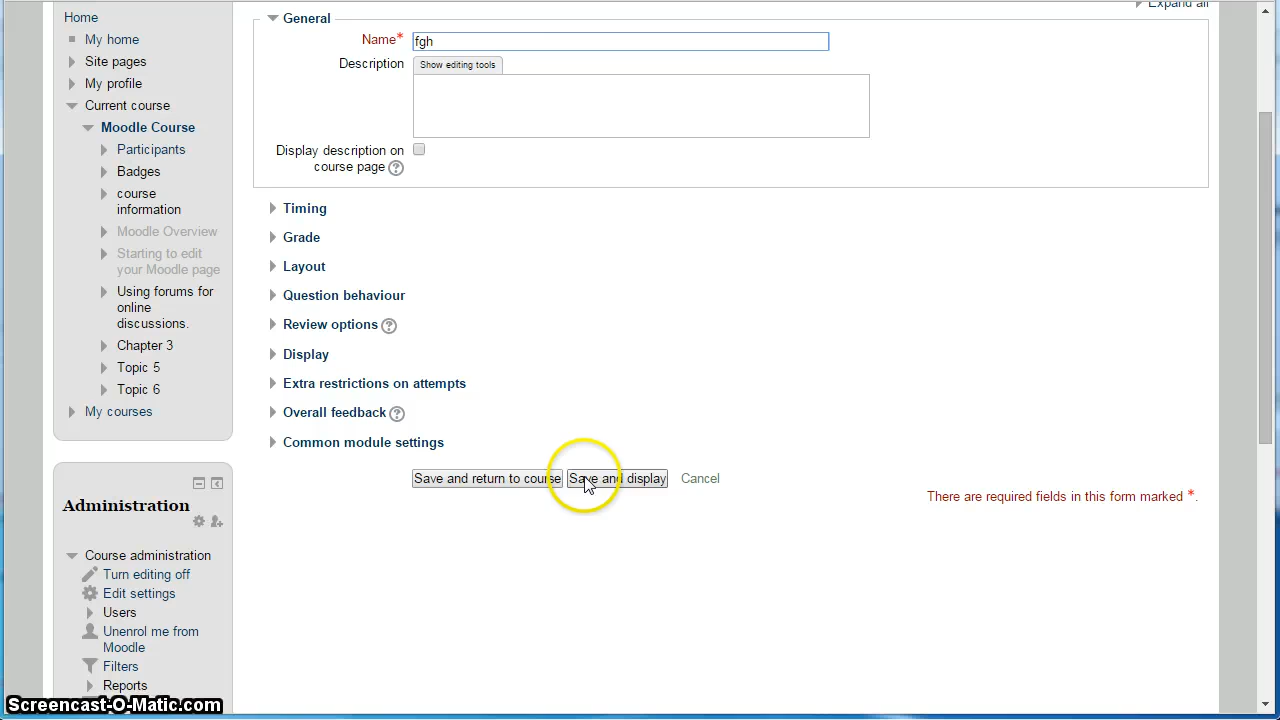 Expand all
Home
My home
Site pages
My profile
Current course
Moodle Course
Participants
Badges
course
information
Moodle Overview
Starting to edit
your Moodle page
Using forums for
online
discussions.
Chapter 3
Topic 5
Topic 6
My courses
Administration
Course administration
Turn editing off
Edit settings
Users
Unenrol me from
Moodle
Filters
Reports
General
Name*
fgh
Description
Show editing tools
Display description on
course page
Timing
Grade
Layout
Question behaviour
Review options
Display
Extra restrictions on attempts
Overall feedback
Common module settings
Save and return to course
Save and display
Cancel
There are required fields in this form marked *.
Screencast-O-Matic.com